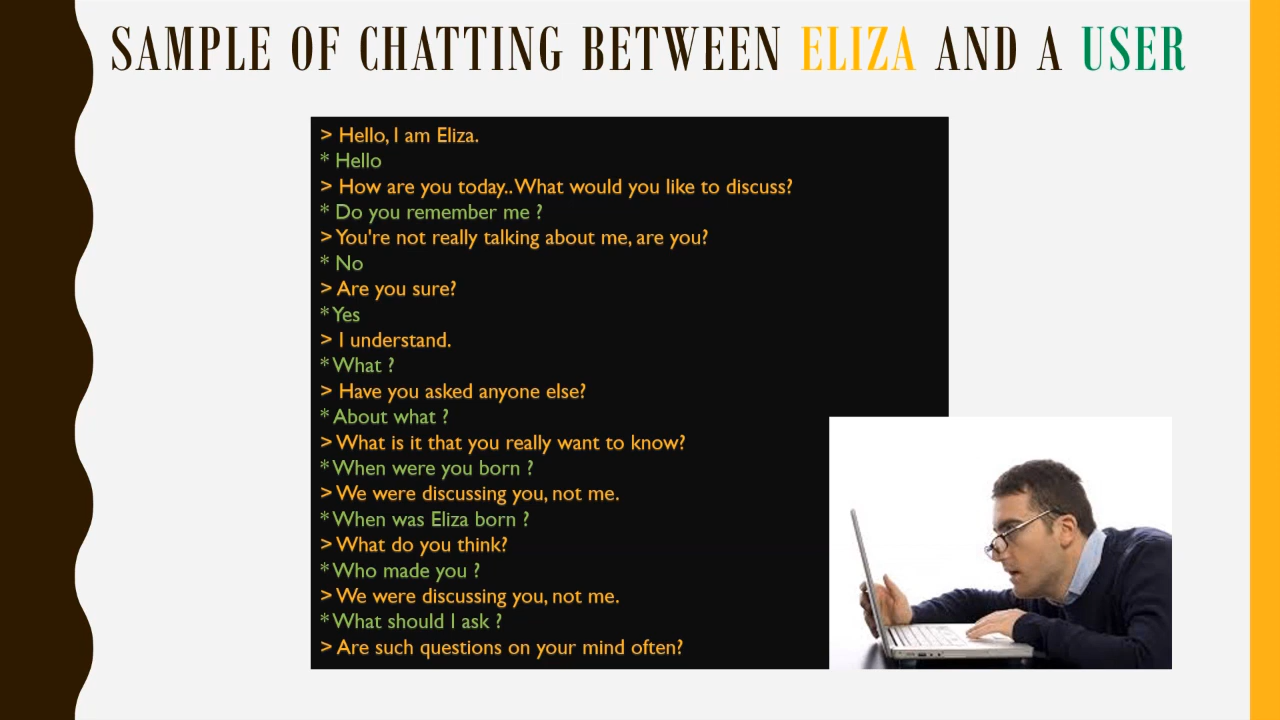 SAMPLE OF CHATTING BETWEEN ELIZA AND A USER
> Hello, I am Eliza.
* Hello
> How are you today.. What would you like to discuss?
* Do you remember me ?
> You're not really talking about me, are you?
* No
> Are you sure?
* Yes
> I understand.
* What ?
> Have you asked anyone else?
* About what ?
> What is it that you really want to know?
* When were you born ?
> We were discussing you, not me.
* When was Eliza born ?
> What do you think?
* Who made you ?
> We were discussing you, not me.
* What should I ask ?
> Are such questions on your mind often?